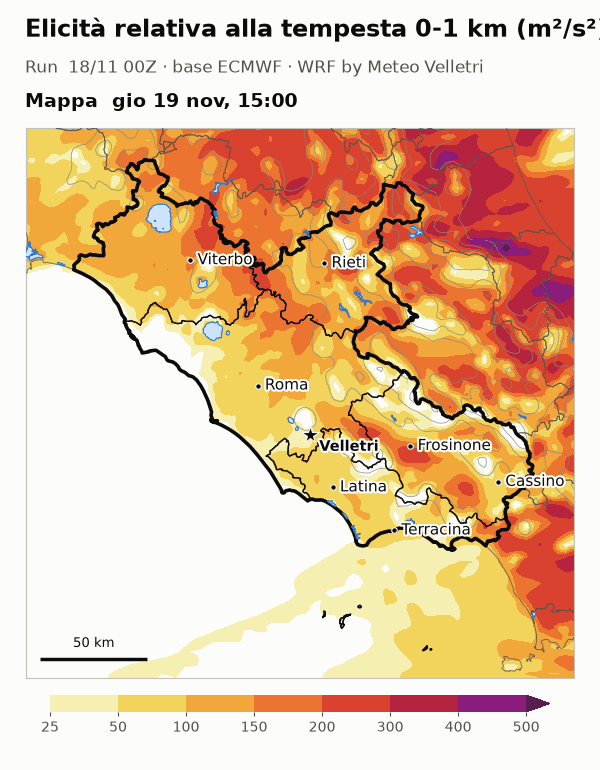 Elicità relativa alla tempesta 0-1 km (m²/s²)
Run 18/11 00Z · base ECMWF · WRF by Meteo Velletri
Mappa gio 19 nov, 15:00
Viterbo
Rieti
Roma
Velletri
Frosinone
Latina
Cassino
Terracina
50 km
25 50 100 150 200 300 400 500